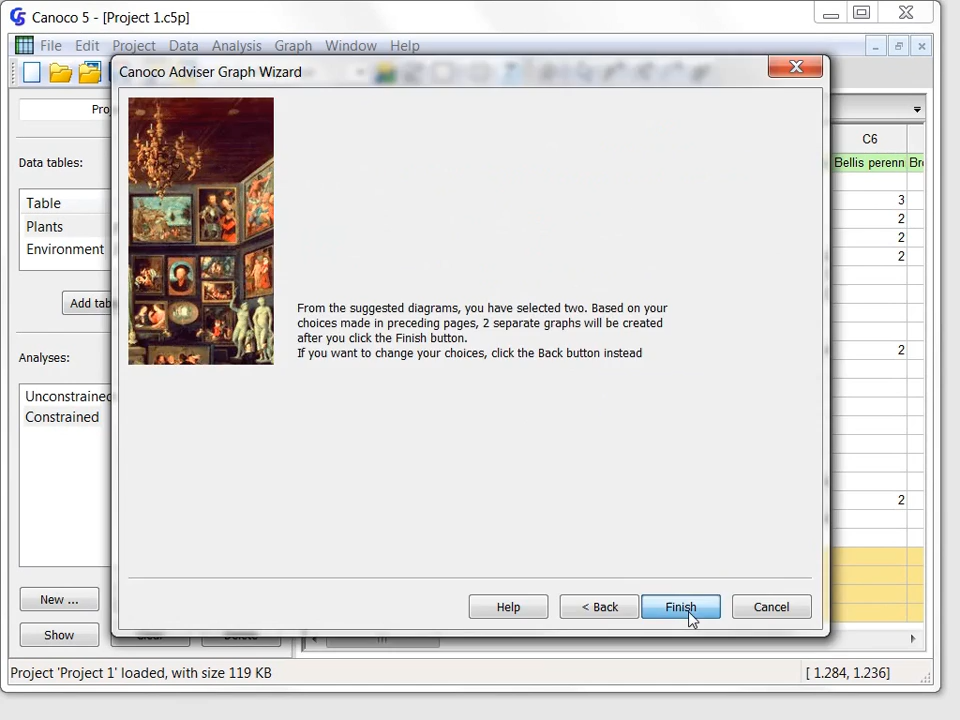 Canoco 5 - [Project 1.c5p]
File Edit Project Data Analysis Graph Window Help
Canoco Adviser Graph Wizard
Data tables:
Table
Plants
Environment
Analyses:
Constrained
New ...
Show
C6
Bellis perenn
3
2
2
2
2
2
From the suggested diagrams, you have selected two. Based on your
choices made in preceding pages, 2 separate graphs will be created
after you click the Finish button.
If you want to change your choices, click the Back button instead
Help
< Back
Finish
Cancel
Project 'Project 1' loaded, with size 119 KB
[ 1.284, 1.236]